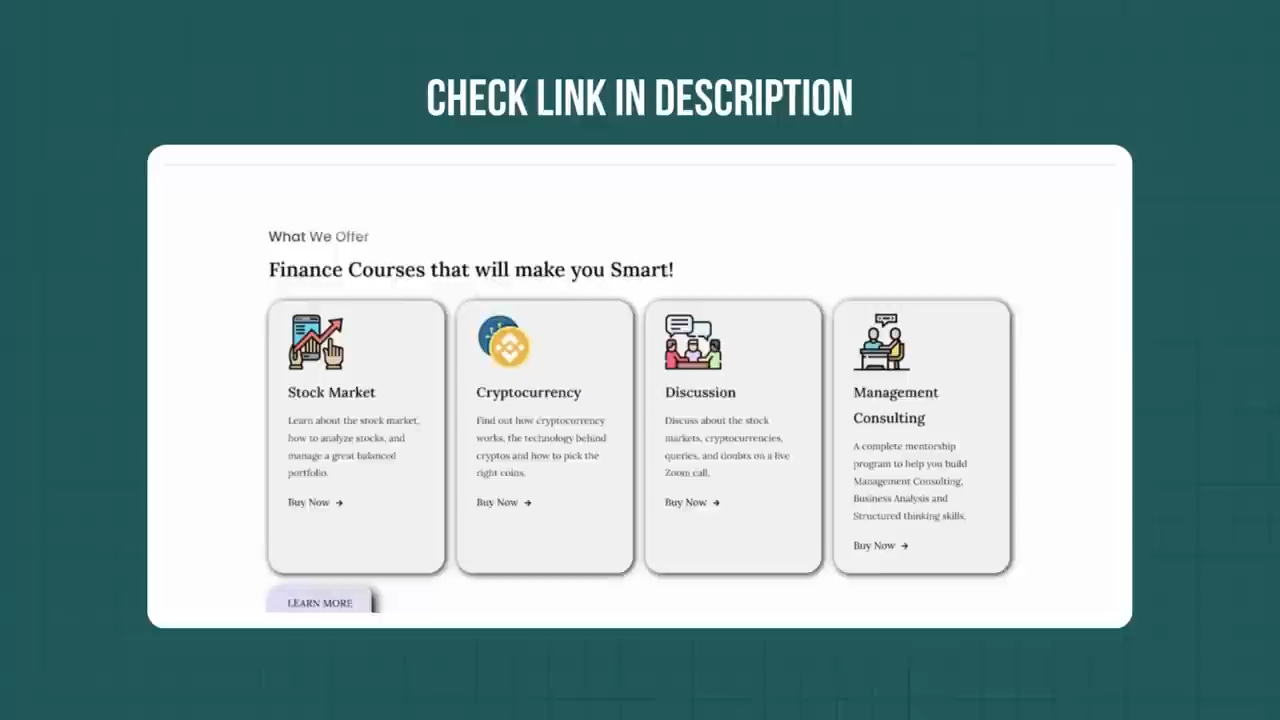 CHECK LINK IN DESCRIPTION
What We Offer
Finance Courses that will make you Smart!
Stock Market
Learn about the stock market,
how to analyze stocks, and
manage a great balanced
portfolio.
Buy Now →
Cryptocurrency
Find out how cryptocurrency
works, the technology behind
cryptos and how to pick the
right coins.
Buy Now →
Discussion
Discuss about the stock
markets, cryptocurrencies,
queries, and doubts on a live
Zoom call.
Buy Now →
Management
Consulting
A complete mentorship
program to help you build
Management Consulting,
Business Analysis and
Structured thinking skills.
Buy Now →
LEARN MORE